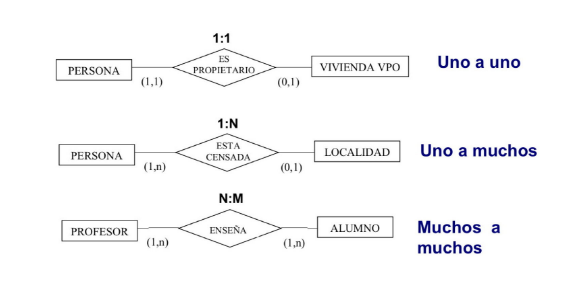 1:1
PERSONA
ES
PROPIETARIO
VIVIENDA VPO
(1,1)
(0,1)
Uno a uno
1:N
PERSONA
ESTA
CENSADA
LOCALIDAD
(1,n)
(0,1)
Uno a muchos
N:M
PROFESOR
ENSEÑA
ALUMNO
(1,n)
(1,n)
Muchos a
muchos